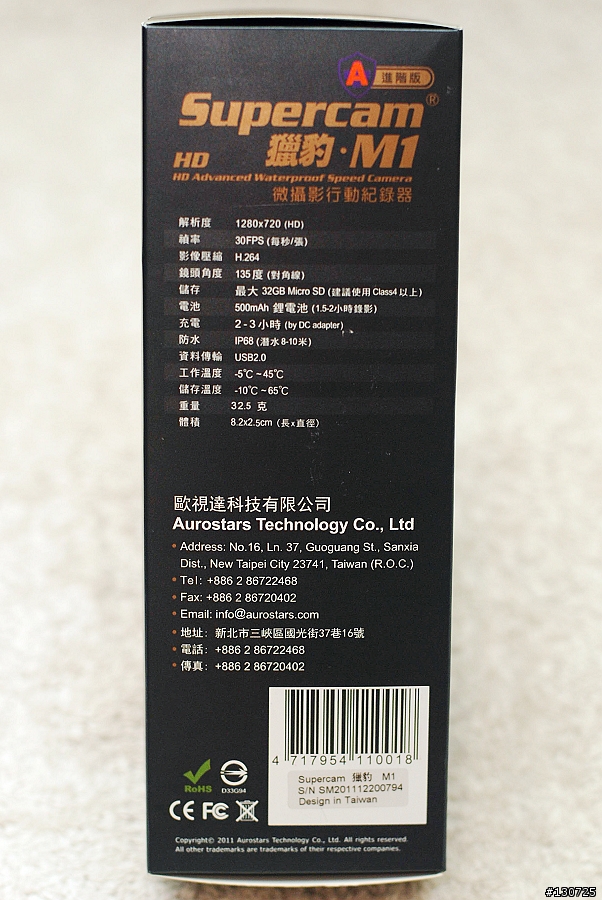 A 進階版
Supercam®
HD 獵豹·M1
HD Advanced Waterproof Speed Camera
微攝影行動紀錄器
解析度 1280x720 (HD)
禎率 30FPS (每秒/張)
影像壓縮 H.264
鏡頭角度 135度 (對角線)
儲存 最大 32GB Micro SD (建議使用 Class4 以上)
電池 500mAh 鋰電池 (1.5-2小時錄影)
充電 2-3小時 (by DC adapter)
防水 IP68 (潛水 8-10米)
資料傳輸 USB2.0
工作溫度 -5℃ ~ 45℃
儲存溫度 -10℃ ~ 65℃
重量 32.5 克
體積 8.2x2.5cm (長x直徑)
歐視達科技有限公司
Aurostars Technology Co., Ltd
• Address: No.16, Ln. 37, Guoguang St., Sanxia
Dist., New Taipei City 23741, Taiwan (R.O.C.)
• Tel: +886 2 86722468
• Fax: +886 2 86720402
• Email: info@aurostars.com
• 地址: 新北市三峽區國光街37巷16號
• 電話: +886 2 86722468
• 傳真: +886 2 86720402
4 717954 110018
Supercam 獵豹 M1
S/N SM201112200794
Design in Taiwan
RoHS D33G94
CE FC
Copyright© 2011 Aurostars Technology Co., Ltd. All rights reserved.
All other trademarks are trademarks of their respective companies.
#130725